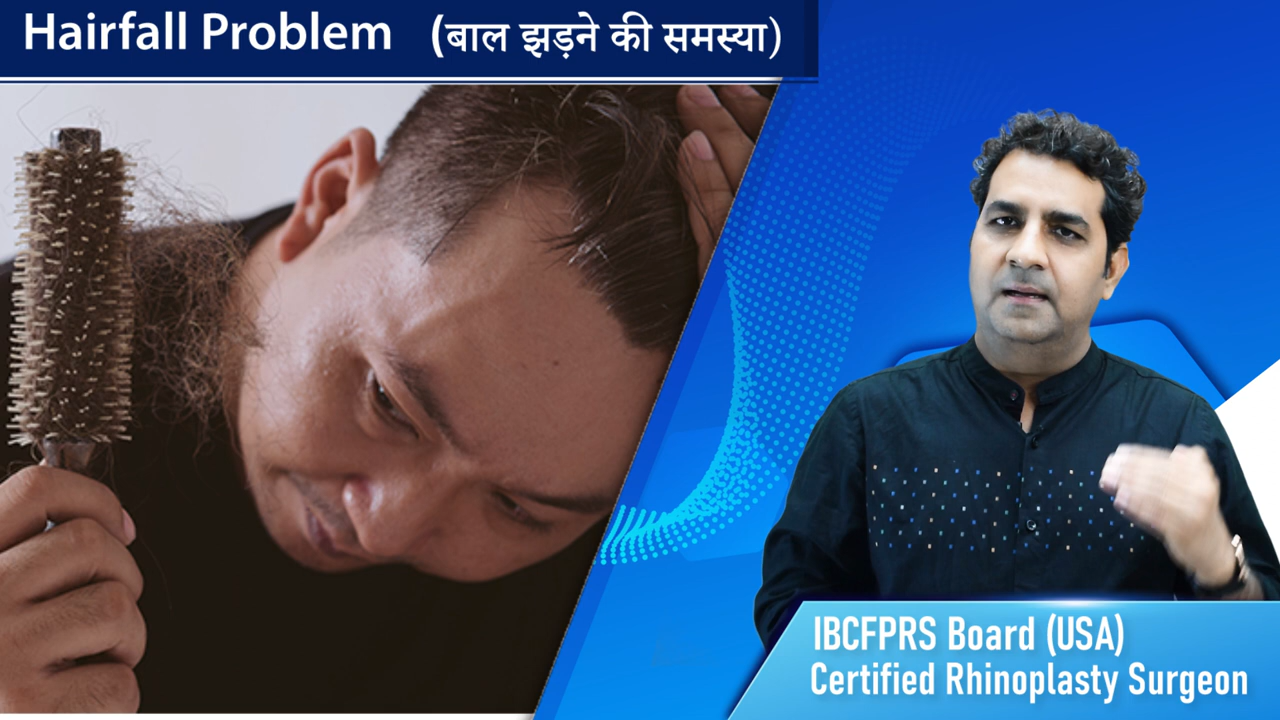 Hairfall Problem (बाल झड़ने की समस्या)
IBCFPRS Board (USA)
Certified Rhinoplasty Surgeon